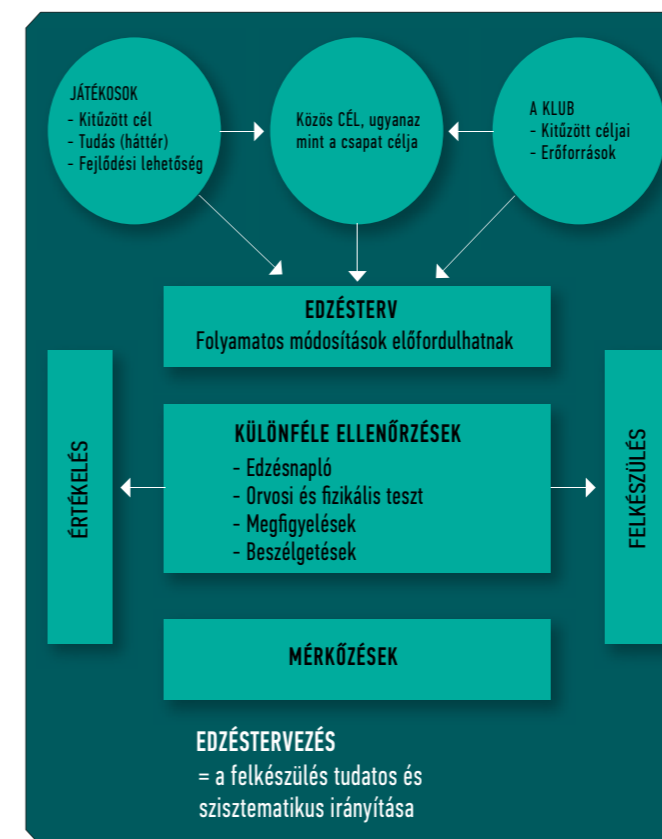 JÁTÉKOSOK
- Kitűzött cél
- Tudás (háttér)
- Fejlődési lehetőség
Közös CÉL, ugyanaz
mint a csapat célja
A KLUB
- Kitűzött céljai
- Erőforrások
EDZÉSTERV
Folyamatos módosítások előfordulhatnak
ÉRTÉKELÉS
KÜLÖNFÉLE ELLENŐRZÉSEK
- Edzésnapló
- Orvosi és fizikális teszt
- Megfigyelések
- Beszélgetések
FELKÉSZÜLÉS
MÉRKŐZÉSEK
EDZÉSTERVEZÉS
= a felkészülés tudatos és
szisztematikus irányítása